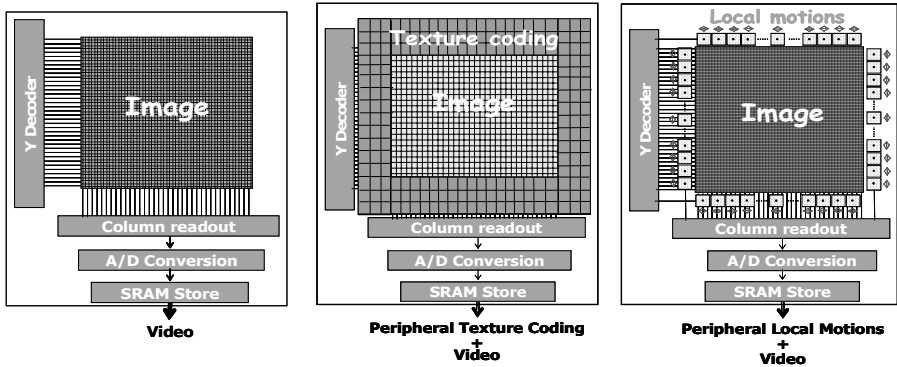 Y Decoder
Image
Column readout
A/D Conversion
SRAM Store
Video
Texture coding
Image
Y Decoder
Column readout
A/D Conversion
SRAM Store
Peripheral Texture Coding
+
Video
Local motions
Image
Y Decoder
Column readout
A/D Conversion
SRAM Store
Peripheral Local Motions
+
Video